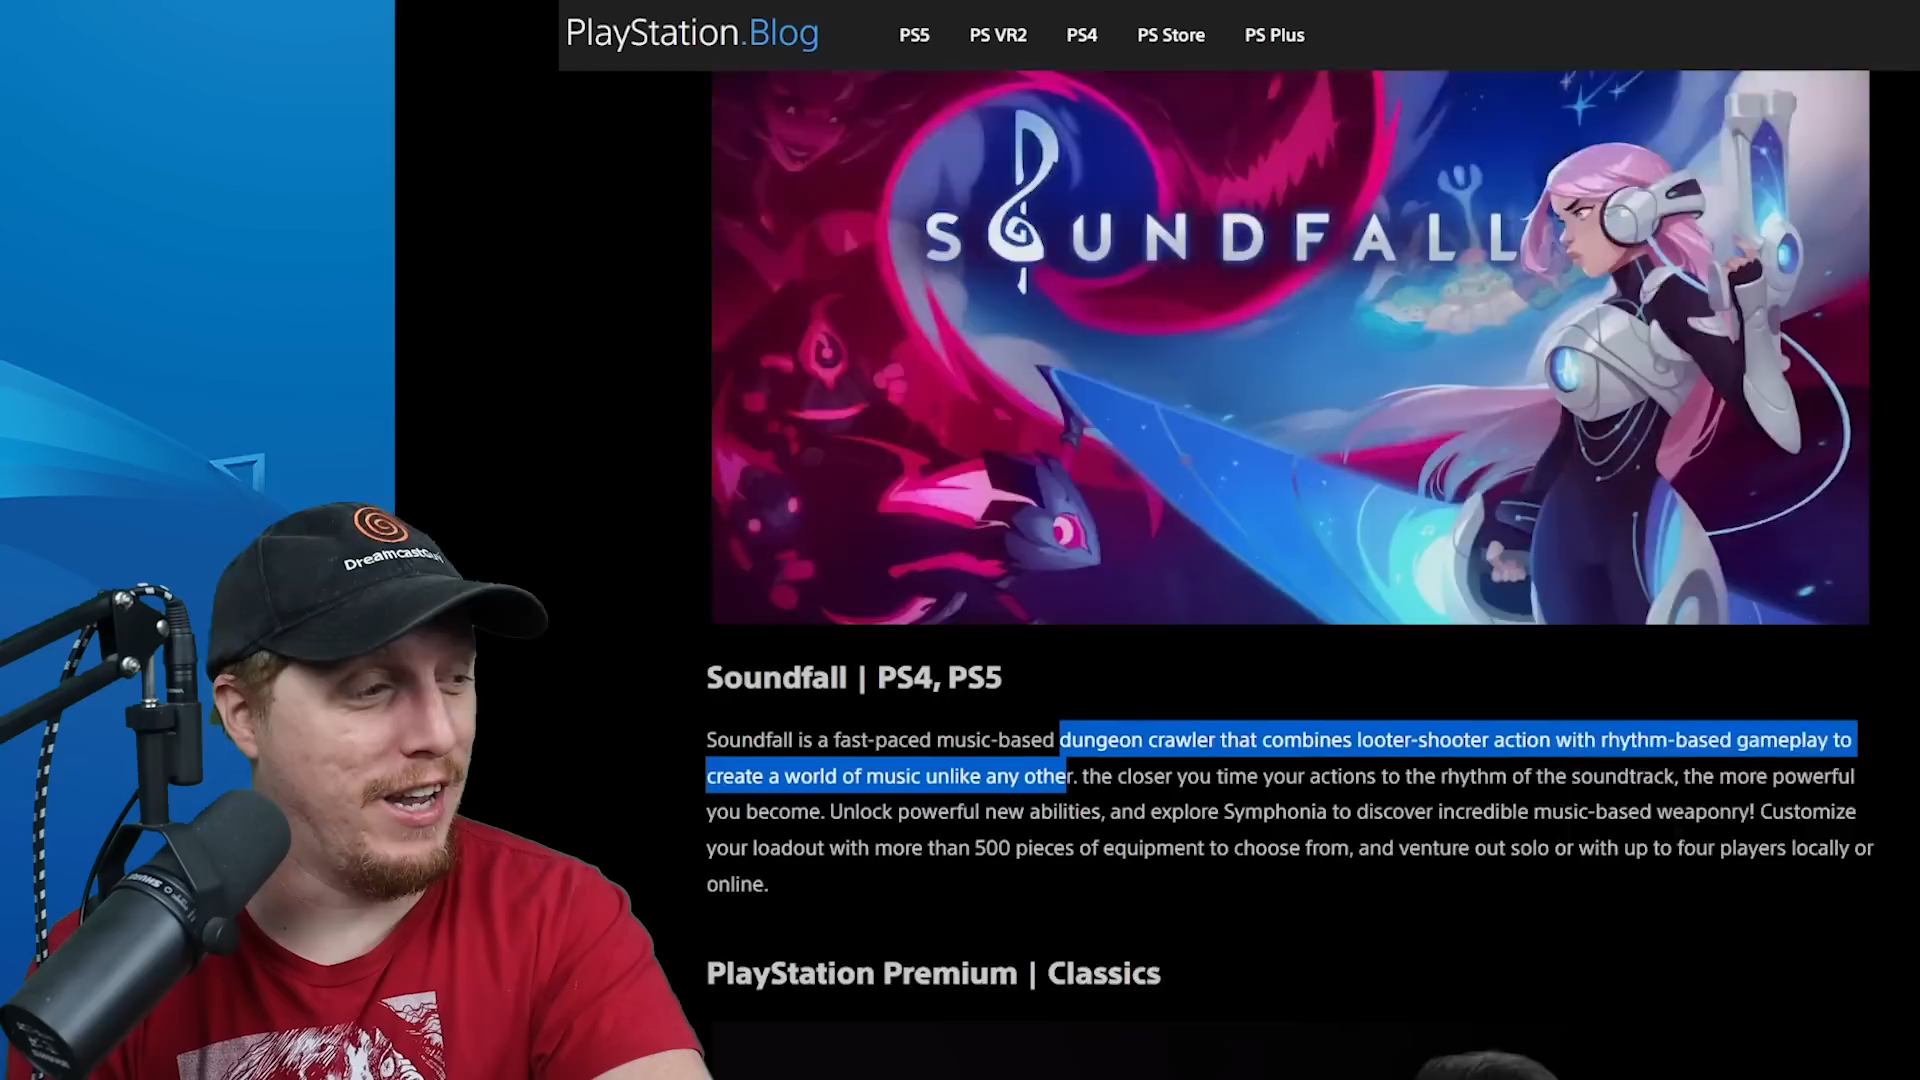 PlayStation.Blog
PS5 PS VR2 PS4 PS Store PS Plus
SOUNDFALL
DreamcastGuy
Soundfall | PS4, PS5
Soundfall is a fast-paced music-based dungeon crawler that combines looter-shooter action with rhythm-based gameplay to
create a world of music unlike any other. the closer you time your actions to the rhythm of the soundtrack, the more powerful
you become. Unlock powerful new abilities, and explore Symphonia to discover incredible music-based weaponry! Customize
your loadout with more than 500 pieces of equipment to choose from, and venture out solo or with up to four players locally or
online.
SHURE
PlayStation Premium | Classics